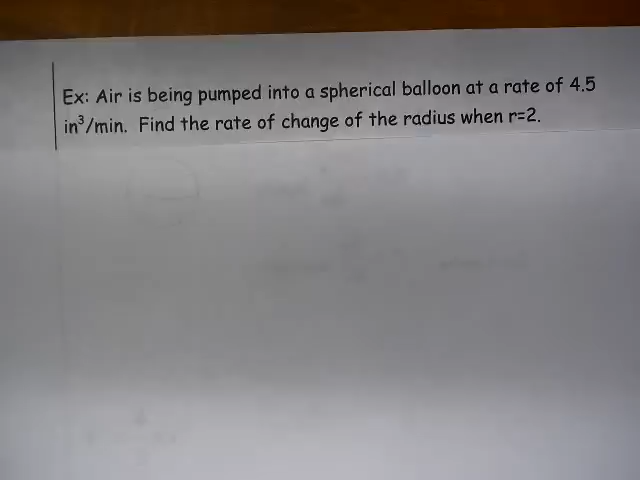 Ex: Air is being pumped into a spherical balloon at a rate of 4.5
in³/min. Find the rate of change of the radius when r=2.